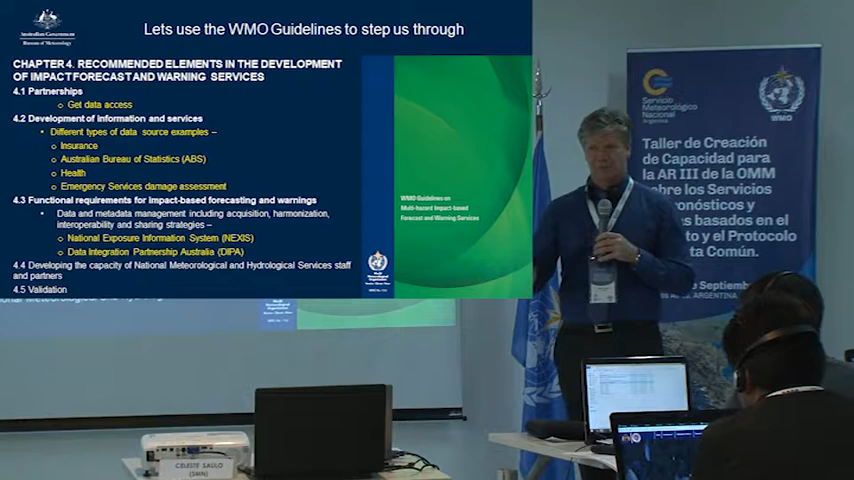 Australian Government
Bureau of Meteorology
Lets use the WMO Guidelines to step us through
CHAPTER 4. RECOMMENDED ELEMENTS IN THE DEVELOPMENT
OF IMPACT FORECAST AND WARNING SERVICES
4.1 Partnerships
Get data access
4.2 Development of information and services
Different types of data source examples –
Insurance
Australian Bureau of Statistics (ABS)
Health
Emergency Services damage assessment
4.3 Functional requirements for impact-based forecasting and warnings
Data and metadata management including acquisition, harmonization,
interoperability and sharing strategies –
National Exposure Information System (NEXIS)
Data Integration Partnership Australia (DIPA)
4.4 Developing the capacity of National Meteorological and Hydrological Services staff
and partners
4.5 Validation
WMO Guidelines on
Multi-hazard Impact-based
Forecast and Warning Services
Servicio
Meteorológico
Nacional
Argentina
WMO
Taller de Creación
de Capacidad para
la AR III de la OMM
sobre los Servicios
basados en el
y el Protocolo
Común.
de Septiembre
ARGENTINA
CELESTE SAULO
(SMN)